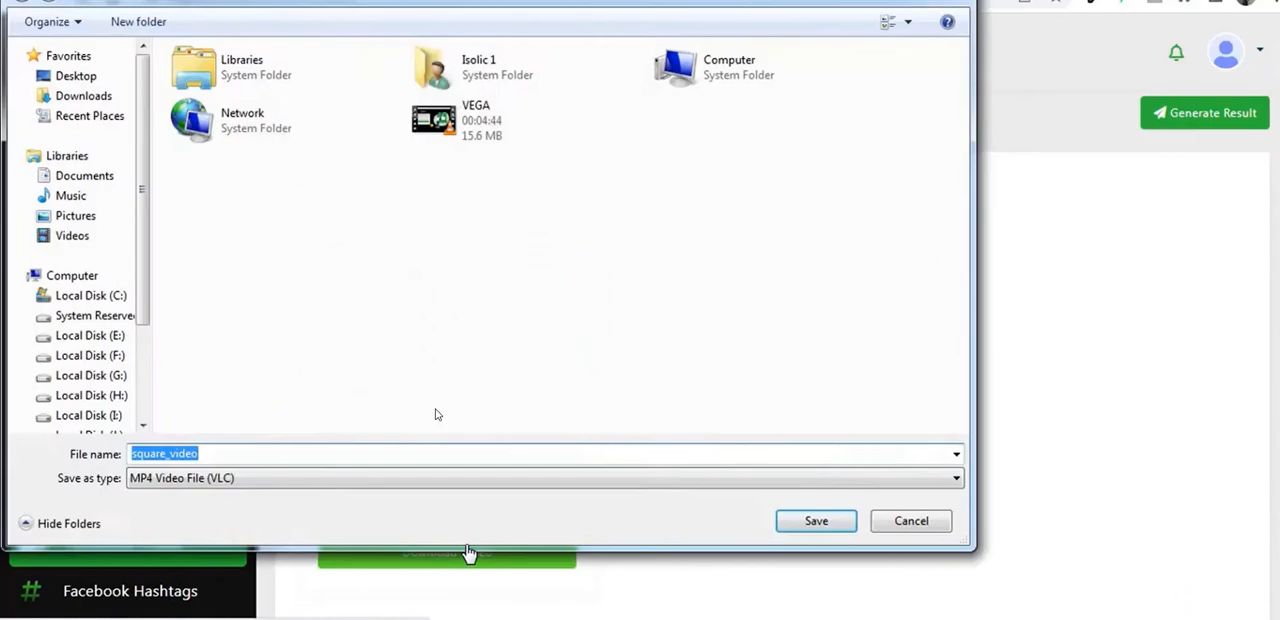 Organize
New folder
Favorites
Desktop
Downloads
Recent Places
Libraries
Documents
Music
Pictures
Videos
Computer
Local Disk (C:)
System Reserve
Local Disk (E:)
Local Disk (F:)
Local Disk (G:)
Local Disk (H:)
Local Disk (I:)
Libraries
System Folder
Isolic 1
System Folder
Computer
System Folder
Network
System Folder
VEGA
00:04:44
15.6 MB
Generate Result
File name: square_video
Save as type: MP4 Video File (VLC)
Hide Folders
Save
Cancel
# Facebook Hashtags